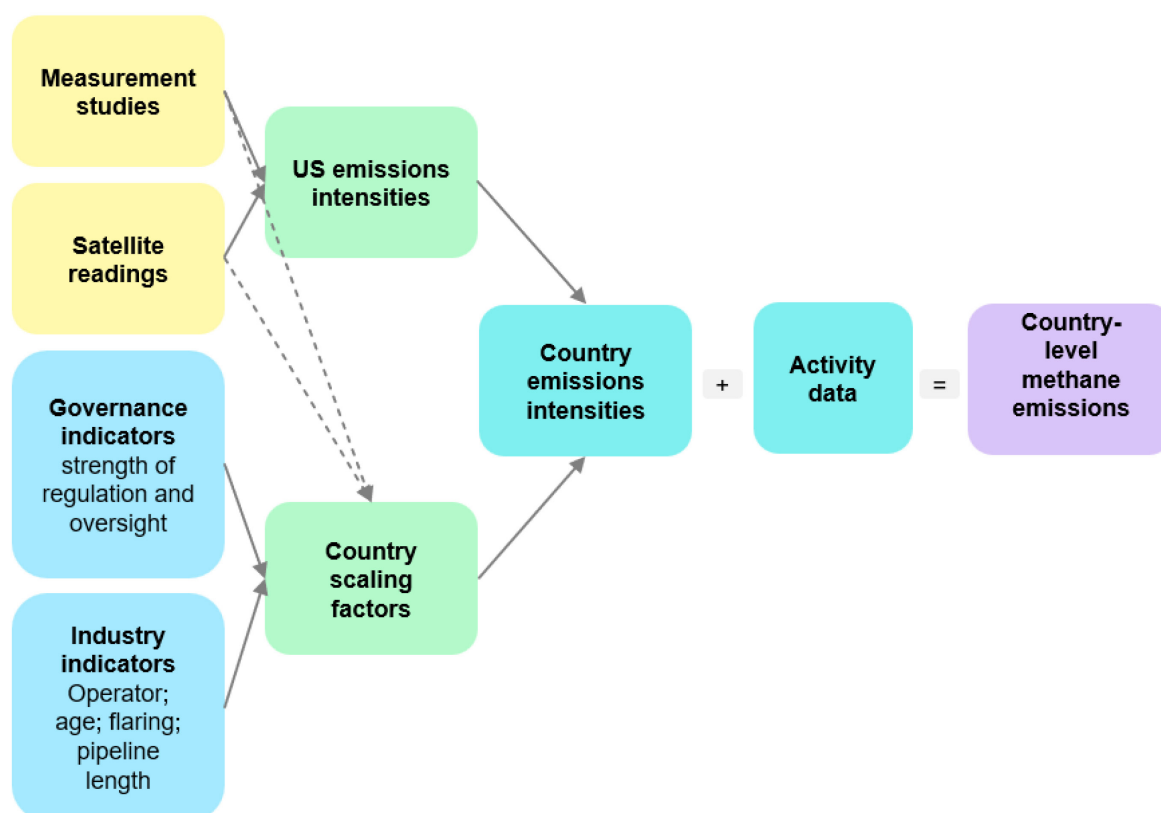 Measurement
studies
Satellite
readings
Governance
indicators
strength of
regulation and
oversight
Industry
indicators
Operator;
age; flaring;
pipeline
length
US emissions
intensities
Country
scaling
factors
Country
emissions
intensities
+
Activity
data
=
Country-
level
methane
emissions